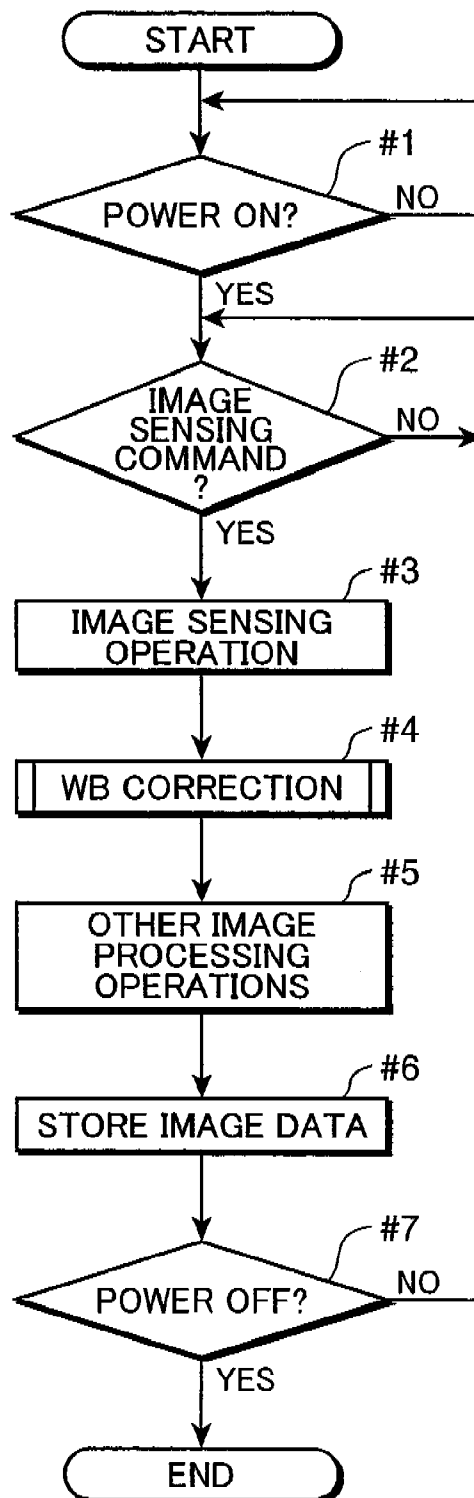 START
#1
POWER ON?
NO
YES
#2
IMAGE
SENSING
COMMAND
?
NO
YES
#3
IMAGE SENSING
OPERATION
#4
WB CORRECTION
#5
OTHER IMAGE
PROCESSING
OPERATIONS
#6
STORE IMAGE DATA
#7
POWER OFF?
NO
YES
END